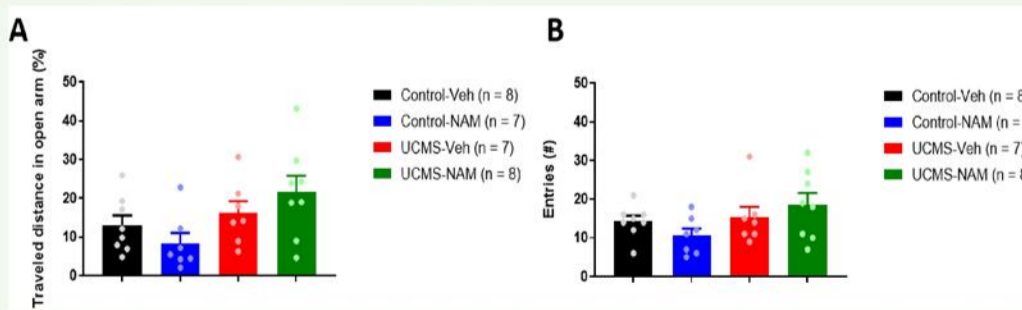 A
B
Traveled distance in open arm (%)
50
40
30
20
10
0
Control-Veh (n = 8)
Control-NAM (n = 7)
UCMS-Veh (n = 7)
UCMS-NAM (n = 8)
Entries (#)
50
40
30
20
10
0
Control-Veh (n = 8
Control-NAM (n =
UCMS-Veh (n = 7)
UCMS-NAM (n = 8